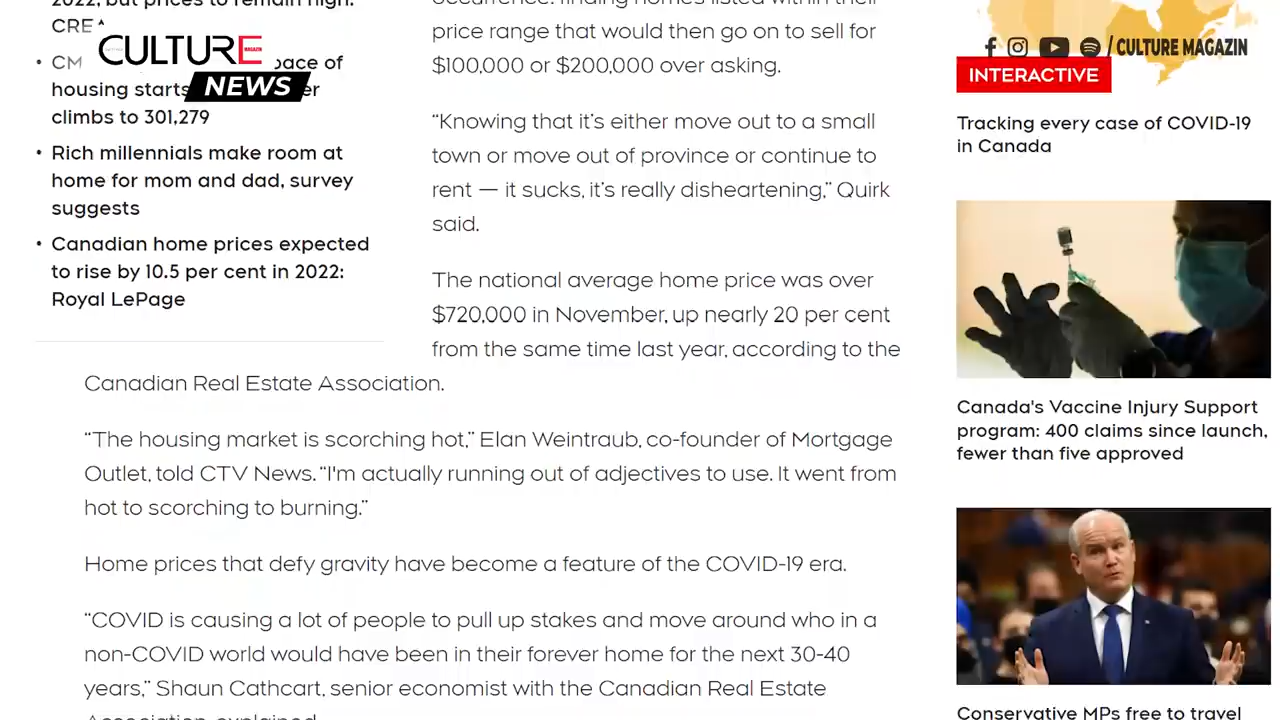 2022, but prices to remain high:
CRE
CM pace of
housing starts er
climbs to 301,279
• Rich millennials make room at
home for mom and dad, survey
suggests
• Canadian home prices expected
to rise by 10.5 per cent in 2022:
Royal LePage
CULTURE
MAGAZIN
NEWS
occurrence: finding homes listed within their
price range that would then go on to sell for
$100,000 or $200,000 over asking.
“Knowing that it’s either move out to a small
town or move out of province or continue to
rent — it sucks, it’s really disheartening,” Quirk
said.
The national average home price was over
$720,000 in November, up nearly 20 per cent
from the same time last year, according to the
Canadian Real Estate Association.
“The housing market is scorching hot,” Elan Weintraub, co-founder of Mortgage
Outlet, told CTV News. “I'm actually running out of adjectives to use. It went from
hot to scorching to burning.”
Home prices that defy gravity have become a feature of the COVID-19 era.
“COVID is causing a lot of people to pull up stakes and move around who in a
non-COVID world would have been in their forever home for the next 30-40
years,” Shaun Cathcart, senior economist with the Canadian Real Estate
Association, explained.
/ CULTURE MAGAZIN
INTERACTIVE
Tracking every case of COVID-19
in Canada
Canada's Vaccine Injury Support
program: 400 claims since launch,
fewer than five approved
Conservative MPs free to travel